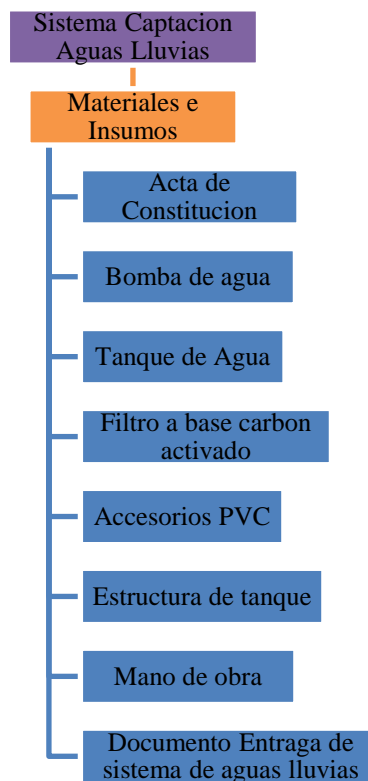 Sistema Captacion
Aguas Lluvias
Materiales e
Insumos
Acta de
Constitucion
Bomba de agua
Tanque de Agua
Filtro a base carbon
activado
Accesorios PVC
Estructura de tanque
Mano de obra
Documento Entraga de
sistema de aguas lluvias